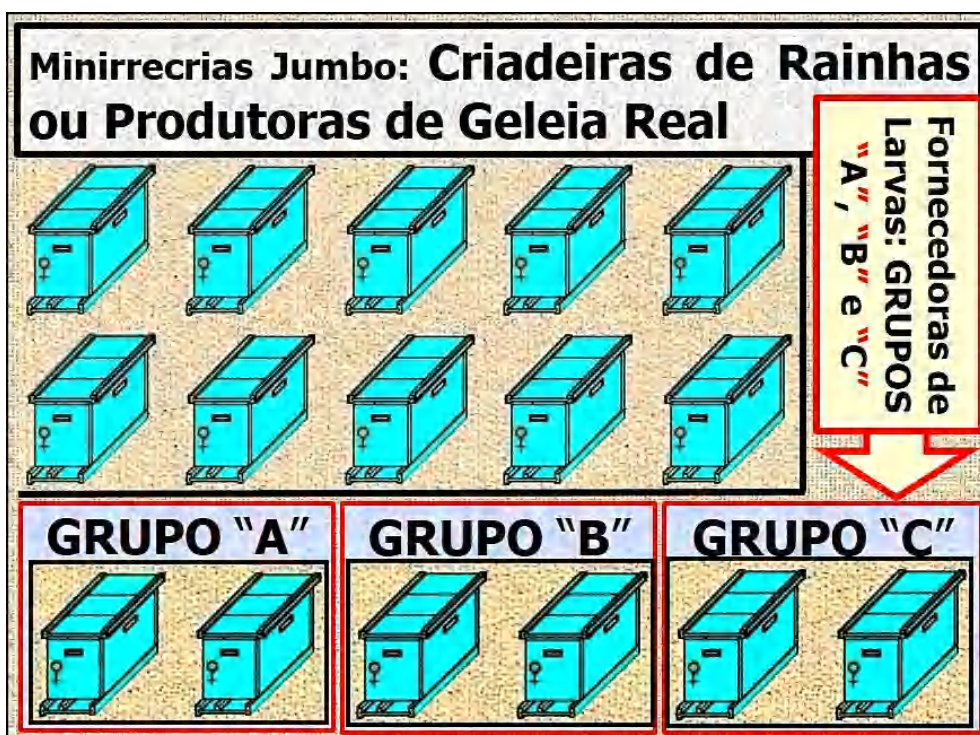 Minirrecrias Jumbo: Criadeiras de Rainhas
ou Produtoras de Geleia Real
Fornecedoras de
Larvas: GRUPOS
“A”, “B” e “C”
GRUPO “A”
GRUPO “B”
GRUPO “C”